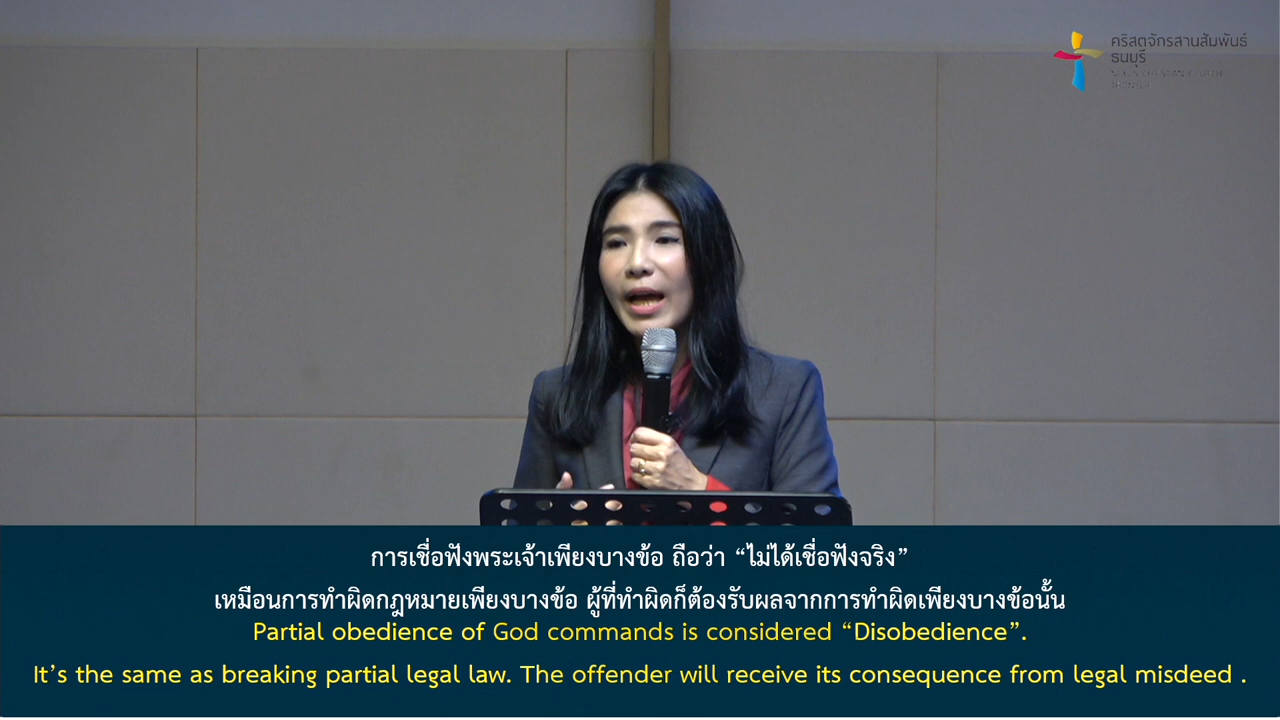 คริสตจักรสานสัมพันธ์
ธนบุรี
การเชื่อฟังพระเจ้าเพียงบางข้อ ถือว่า “ไม่ได้เชื่อฟังจริง”
เหมือนการทำผิดกฎหมายเพียงบางข้อ ผู้ที่ทำผิดก็ต้องรับผลจากการทำผิดเพียงบางข้อนั้น
Partial obedience of God commands is considered “Disobedience”.
It’s the same as breaking partial legal law. The offender will receive its consequence from legal misdeed .